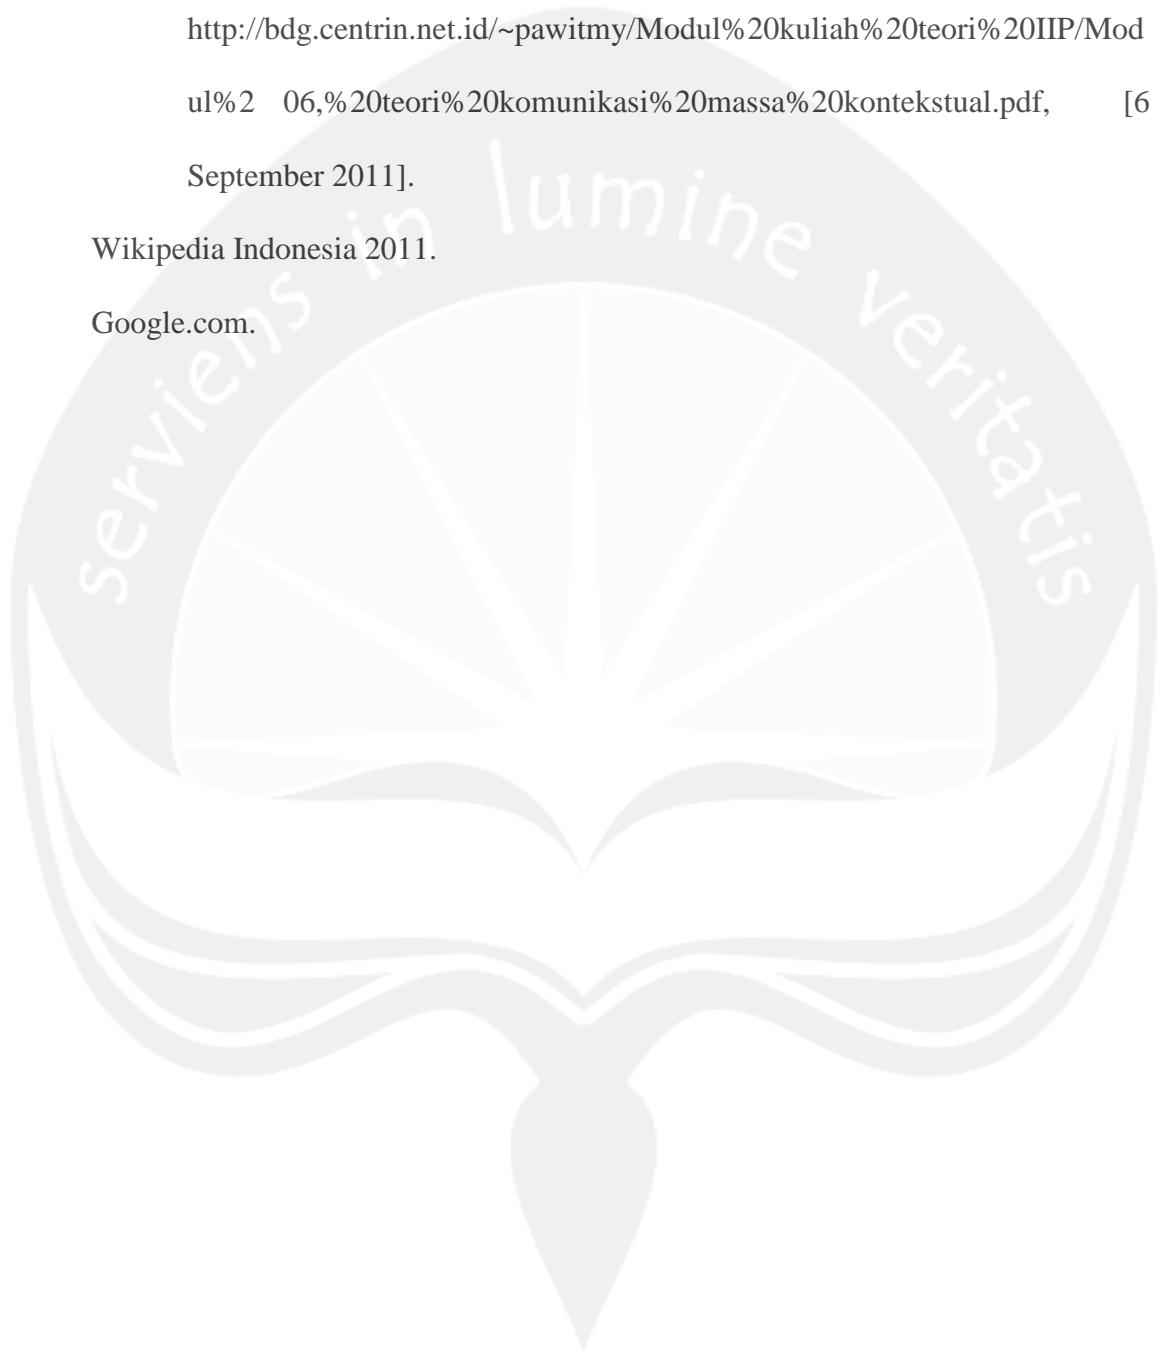 http://bdg.centrin.net.id/~pawitmy/Modul%20kuliah%20teori%20IIP/Mod
ul%2 06,%20teori%20komunikasi%20massa%20kontekstual.pdf, [6
September 2011].
Wikipedia Indonesia 2011.
Google.com.
serviens in lumine veritatis